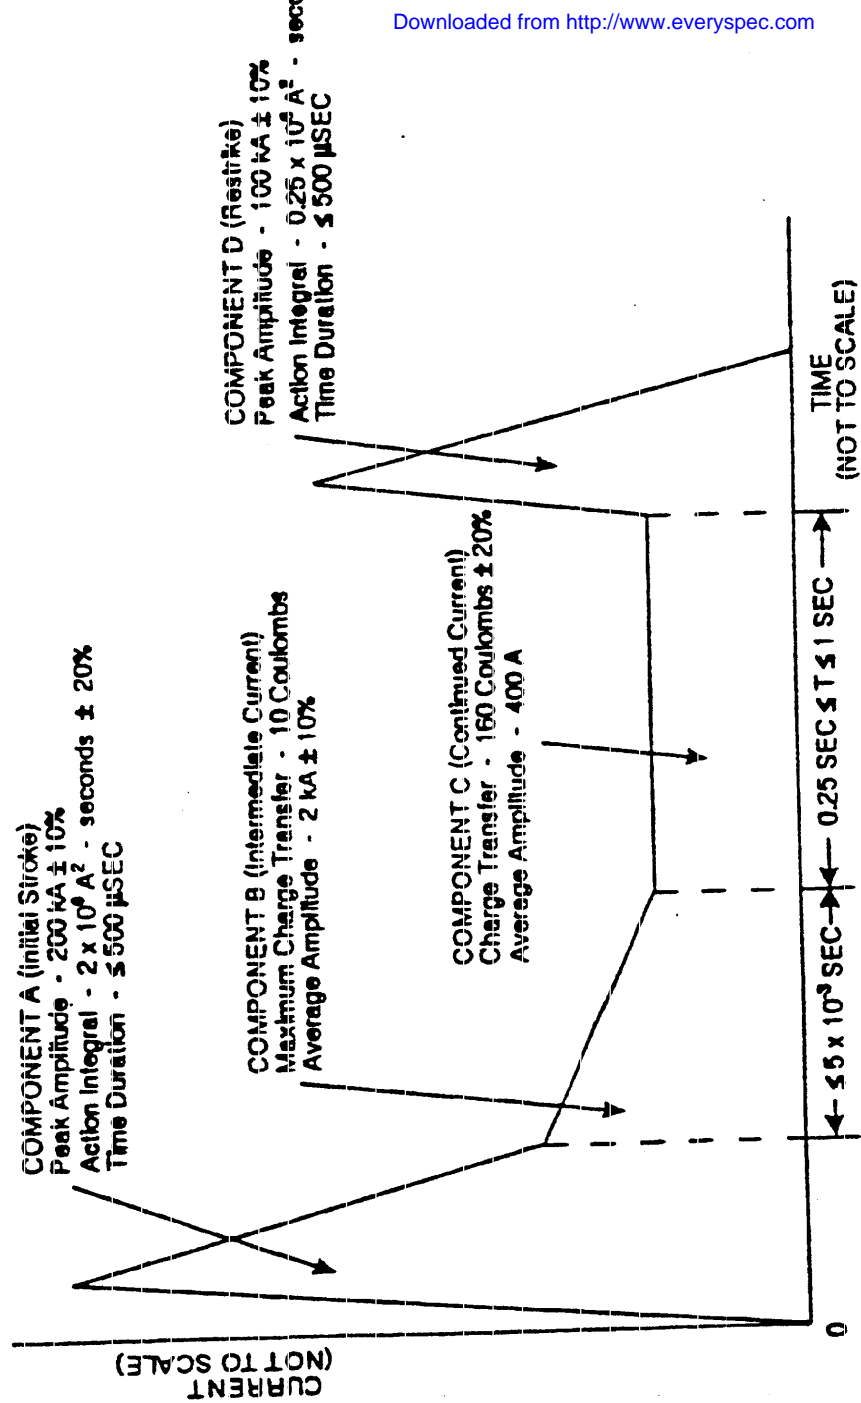 Downloaded from http://www.everyspec.com
COMPONENT A (Initial Stroke)
Peak Amplitude - 200 kA ± 10%
Action Integral - 2 x 10⁶ A² - seconds ± 20%
Time Duration - ≤ 500 µSEC
COMPONENT B (Intermediate Current)
Maximum Charge Transfer - 10 Coulombs
Average Amplitude - 2 kA ± 10%
COMPONENT C (Continued Current)
Charge Transfer - 160 Coulombs ± 20%
Average Amplitude - 400 A
COMPONENT D (Restrike)
Peak Amplitude - 100 kA ± 10%
Action Integral - 0.25 x 10⁶ A² - seco
Time Duration - ≤ 500 µSEC
CURRENT
(NOT TO SCALE)
0
≤ 5 x 10⁻³ SEC
0.25 SEC ≤ T ≤ 1 SEC
TIME
(NOT TO SCALE)